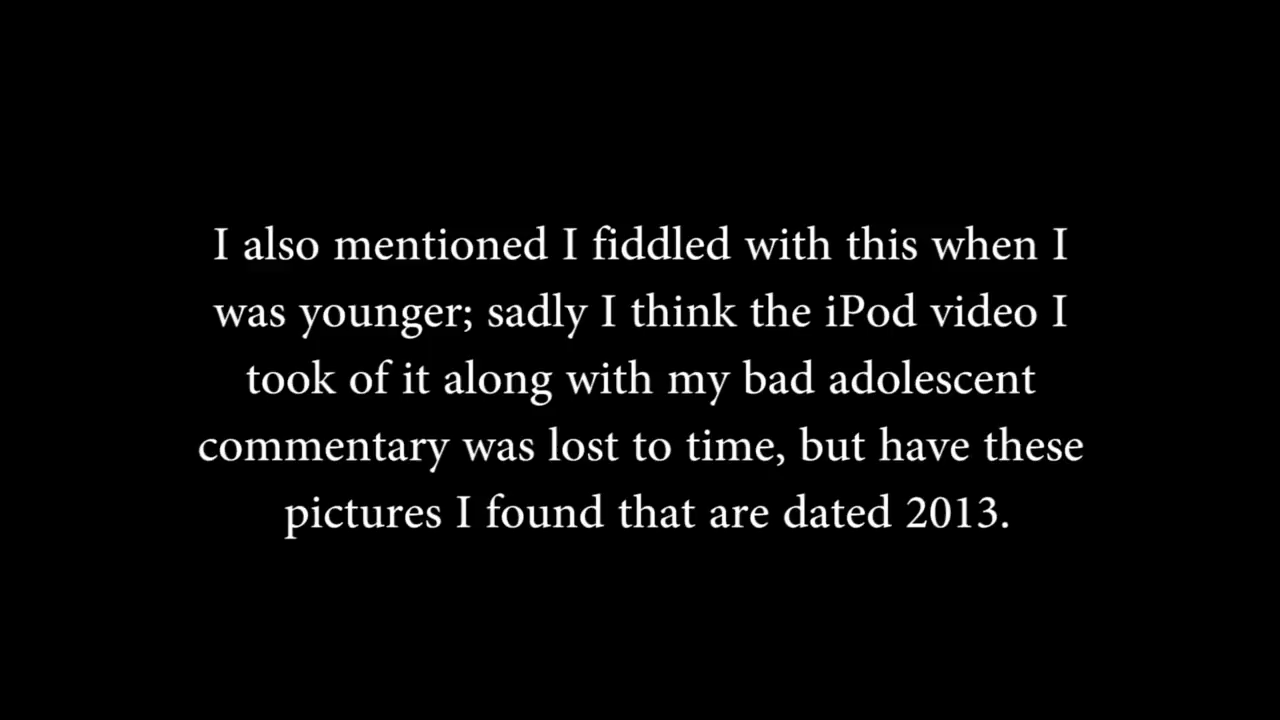 I also mentioned I fiddled with this when I
was younger; sadly I think the iPod video I
took of it along with my bad adolescent
commentary was lost to time, but have these
pictures I found that are dated 2013.